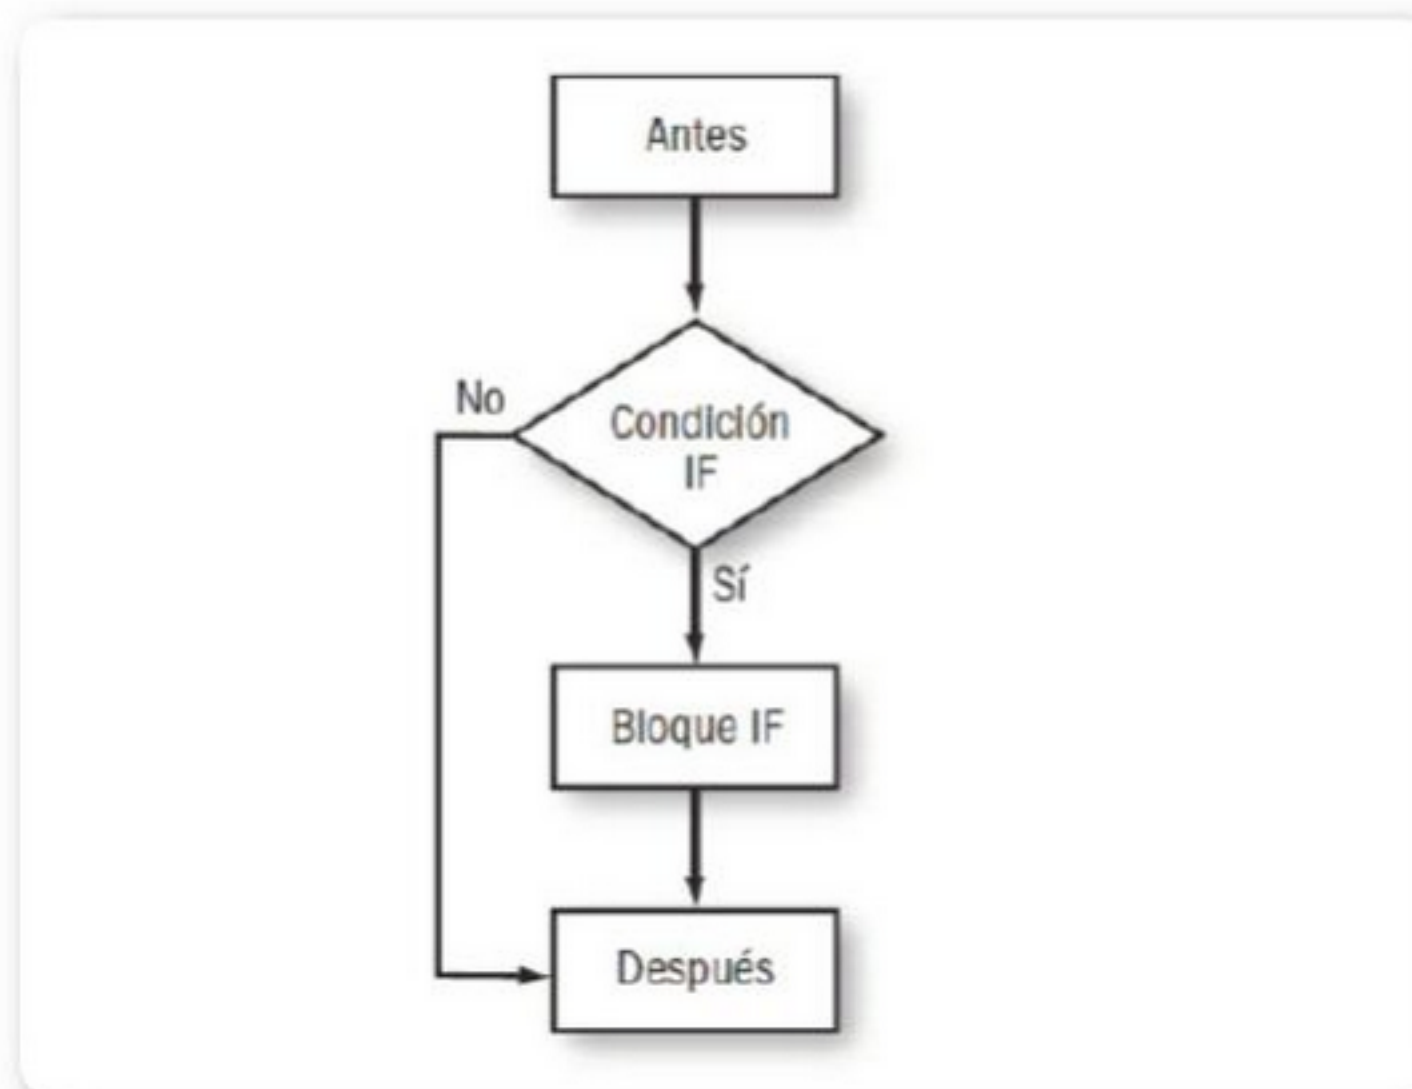 Antes
No
Condición
IF
Sí
Bloque IF
Después